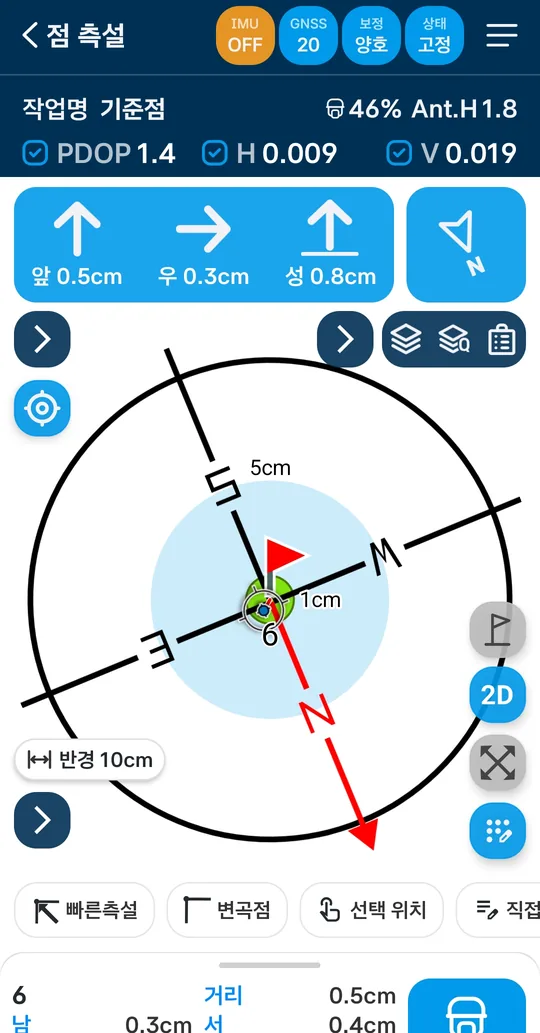 점 측설
IMU OFF
GNSS 20
보정 양호
상태 고정
작업명 기준점 46% Ant.H 1.8
PDOP 1.4 H 0.009 V 0.019
앞 0.5cm 우 0.3cm 성 0.8cm
N
5cm
S
W
1cm
6
E
N
2D
반경 10cm
빠른측설 변곡점 선택 위치 직접
6 거리 0.5cm
남 0.3cm 서 0.4cm